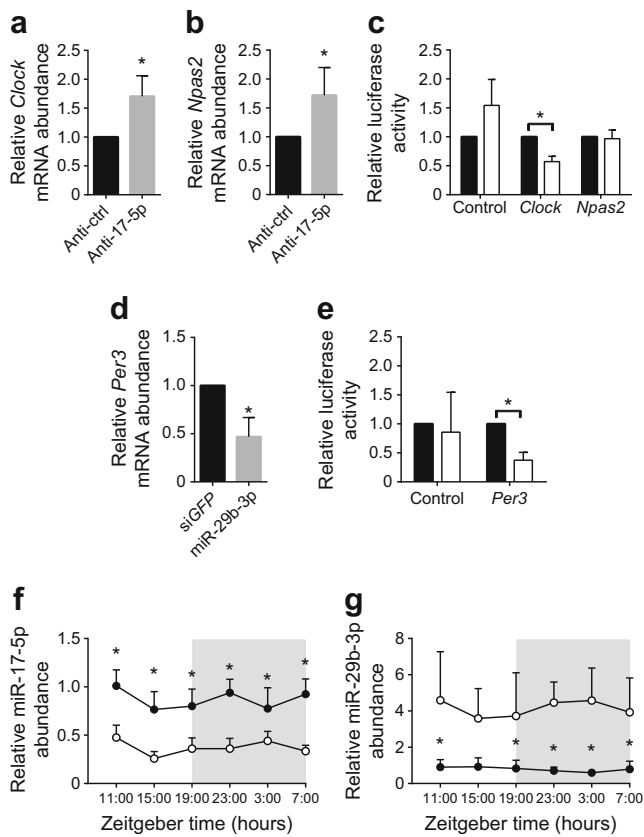 a
Relative Clock
mRNA abundance
2.5
2.0
1.5
1.0
0.5
0
*
Anti-ctrl
Anti-17-5p
b
Relative Npas2
mRNA abundance
2.5
2.0
1.5
1.0
0.5
0
*
Anti-ctrl
Anti-17-5p
c
Relative luciferase
activity
2.5
2.0
1.5
1.0
0.5
0
*
Control
Clock
Npas2
d
Relative Per3
mRNA abundance
1.5
1.0
0.5
0
*
siGFP
miR-29b-3p
e
Relative luciferase
activity
2.5
2.0
1.5
1.0
0.5
0
*
Control
Per3
f
Relative miR-17-5p
abundance
1.5
1.0
0.5
0
* * * * * *
11:00 15:00 19:00 23:00 3:00 7:00
Zeitgeber time (hours)
g
Relative miR-29b-3p
abundance
8
6
4
2
0
* * * * *
11:00 15:00 19:00 23:00 3:00 7:00
Zeitgeber time (hours)